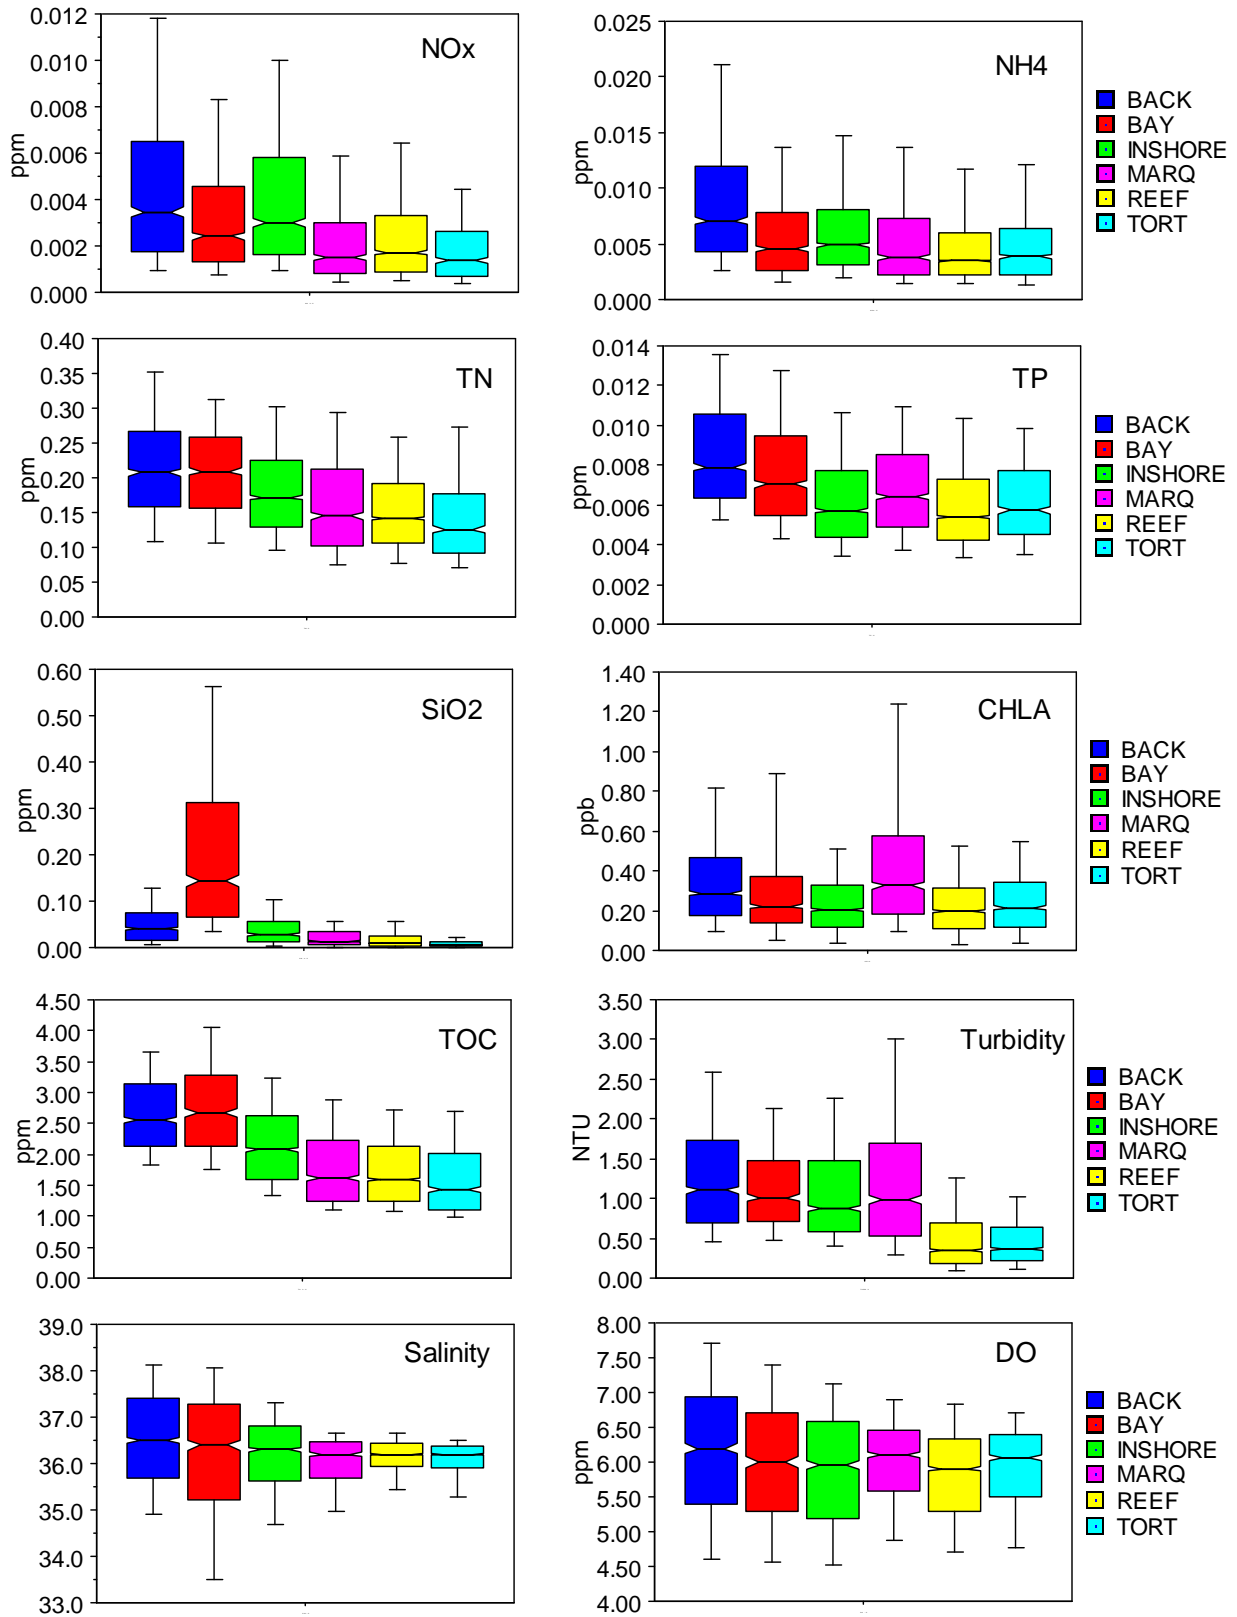 NOx
ppm
0.012
0.010
0.008
0.006
0.004
0.002
0.000
NH4
ppm
0.025
0.020
0.015
0.010
0.005
0.000
BACK
BAY
INSHORE
MARQ
REEF
TORT
TN
ppm
0.40
0.35
0.30
0.25
0.20
0.15
0.10
0.05
0.00
TP
ppm
0.014
0.012
0.010
0.008
0.006
0.004
0.002
0.000
BACK
BAY
INSHORE
MARQ
REEF
TORT
SiO2
ppm
0.60
0.50
0.40
0.30
0.20
0.10
0.00
CHLA
ppb
1.40
1.20
1.00
0.80
0.60
0.40
0.20
0.00
BACK
BAY
INSHORE
MARQ
REEF
TORT
TOC
ppm
4.50
4.00
3.50
3.00
2.50
2.00
1.50
1.00
0.50
0.00
Turbidity
NTU
3.50
3.00
2.50
2.00
1.50
1.00
0.50
0.00
BACK
BAY
INSHORE
MARQ
REEF
TORT
Salinity
39.0
38.0
37.0
36.0
35.0
34.0
33.0
DO
ppm
8.00
7.50
7.00
6.50
6.00
5.50
5.00
4.50
4.00
BACK
BAY
INSHORE
MARQ
REEF
TORT